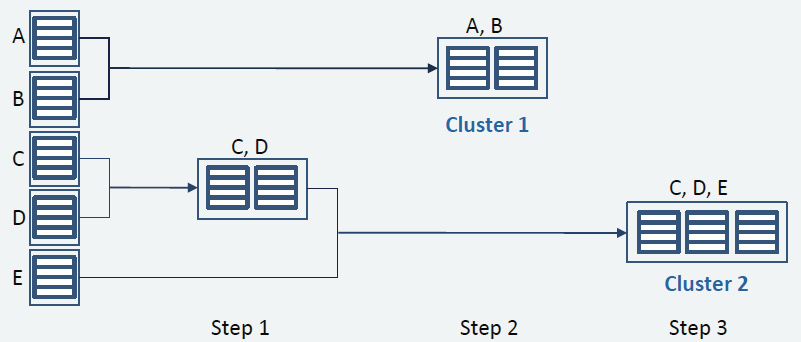 A
B
C
D
E
A, B
Cluster 1
C, D
C, D, E
Cluster 2
Step 1
Step 2
Step 3